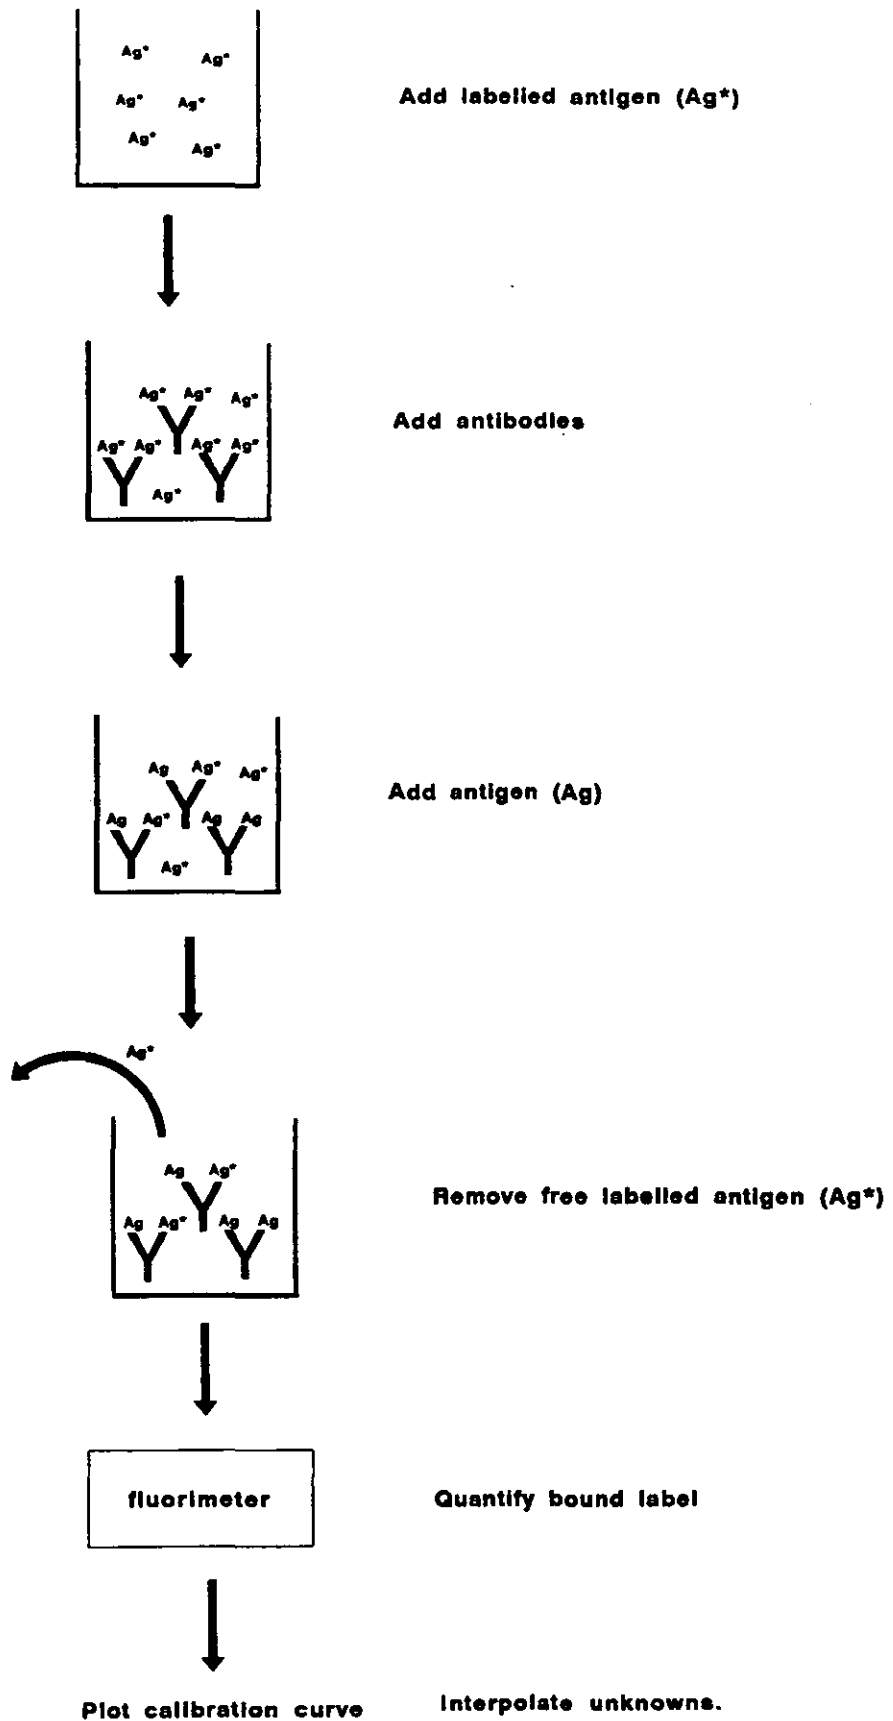 Ag* Ag*
Ag* Ag*
Ag* Ag*
Add labelled antigen (Ag*)
Ag* Ag* Ag*
Ag* Ag* Ag* Ag*
Ag*
Add antibodies
Ag Ag* Ag*
Ag Ag* Ag Ag
Ag*
Add antigen (Ag)
Ag*
Ag Ag*
Ag Ag* Ag Ag
Remove free labelled antigen (Ag*)
fluorimeter
Quantify bound label
Plot calibration curve
Interpolate unknowns.